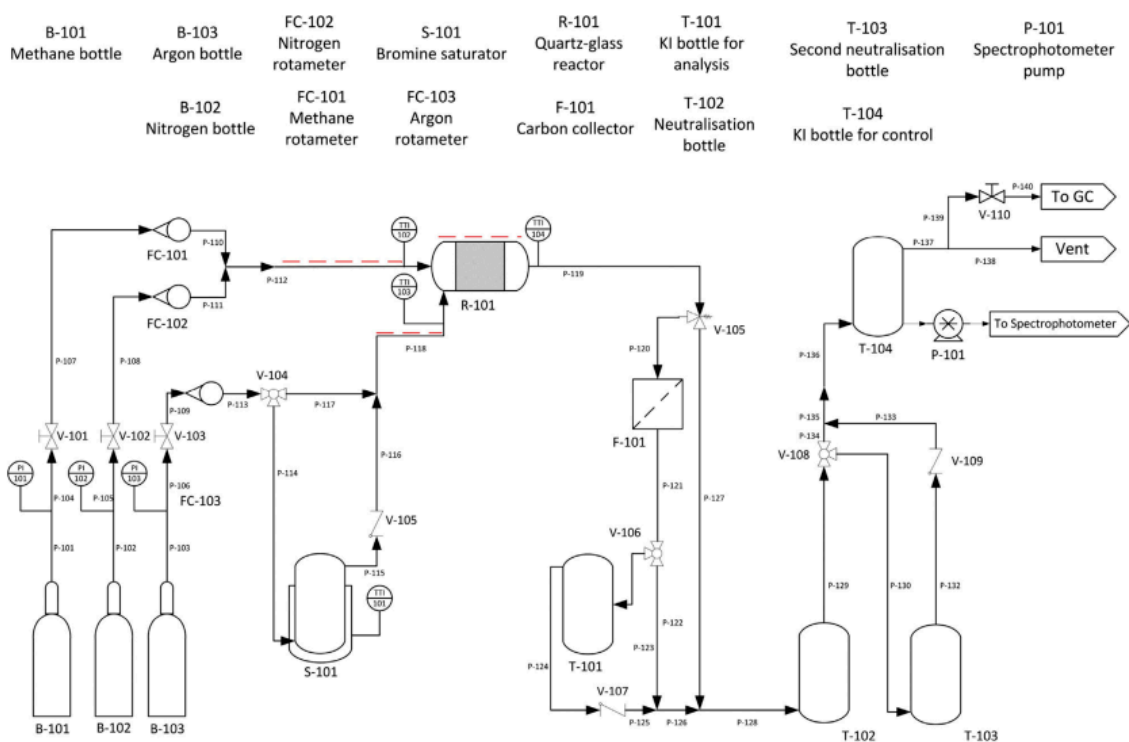 B-101
Methane bottle
B-103
Argon bottle
FC-102
Nitrogen
rotameter
S-101
Bromine saturator
R-101
Quartz-glass
reactor
T-101
KI bottle for
analysis
T-103
Second neutralisation
bottle
P-101
Spectrophotometer
pump
B-102
Nitrogen bottle
FC-101
Methane
rotameter
FC-103
Argon
rotameter
F-101
Carbon collector
T-102
Neutralisation
bottle
T-104
KI bottle for control
P-140
To GC
V-110
P-139
P-137
Vent
P-138
TTI
102
TTI
104
P-110
FC-101
P-112
P-119
TTI
103
R-101
P-111
FC-102
P-118
V-105
P-120
To Spectrophotometer
T-104
P-101
P-107
P-108
P-136
V-104
P-109
P-113
P-117
F-101
P-135
P-133
P-134
V-101
V-102
V-103
V-108
V-109
P-116
P-114
PI
101
PI
102
PI
103
P-104
P-105
P-106
FC-103
P-121
P-127
V-105
V-106
P-101
P-102
P-103
P-115
TTI
101
P-129
P-130
P-132
P-122
S-101
T-101
P-123
P-124
V-107
P-125
P-126
P-128
B-101
B-102
B-103
T-102
T-103